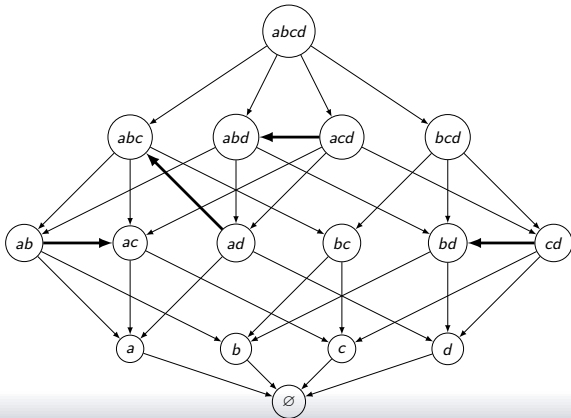 abcd
abc abd acd bcd
ab ac ad bc bd cd
a b c d
∅